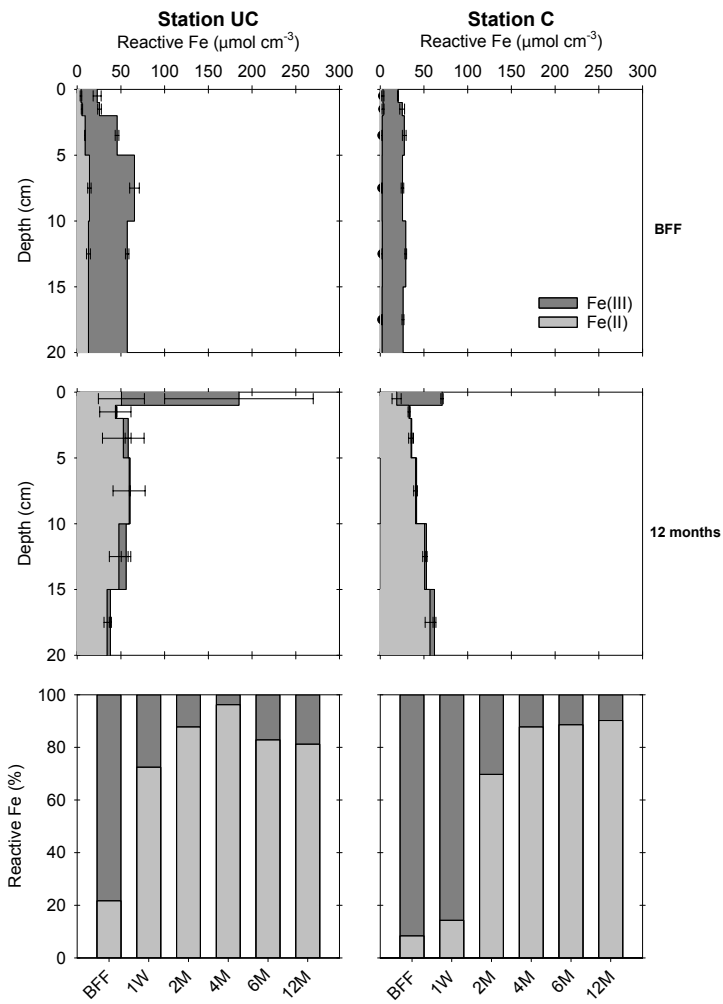 Station UC
Reactive Fe (µmol cm-3)
0 50 100 150 200 250 300
Station C
Reactive Fe (µmol cm-3)
0 50 100 150 200 250 300
Depth (cm)
0
5
10
15
20
BFF
Fe(III)
Fe(II)
Depth (cm)
0
5
10
15
20
12 months
Reactive Fe (%)
100
80
60
40
20
0
BFF 1W 2M 4M 6M 12M
BFF 1W 2M 4M 6M 12M